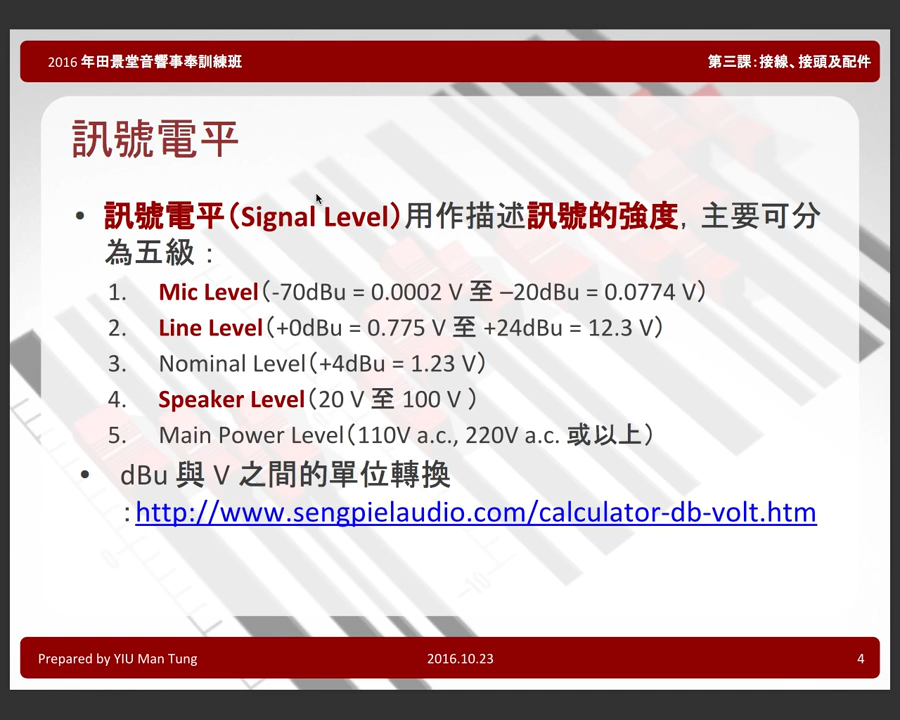 2016 年田景堂音響事奉訓練班
第三課：接線、接頭及配件
訊號電平
• 訊號電平（Signal Level）用作描述訊號的強度，主要可分
為五級：
1. Mic Level（-70dBu = 0.0002 V 至 –20dBu = 0.0774 V）
2. Line Level（+0dBu = 0.775 V 至 +24dBu = 12.3 V）
3. Nominal Level（+4dBu = 1.23 V）
4. Speaker Level（20 V 至 100 V ）
5. Main Power Level（110V a.c., 220V a.c. 或以上）
• dBu 與 V 之間的單位轉換
：http://www.sengpielaudio.com/calculator-db-volt.htm
Prepared by YIU Man Tung
2016.10.23
4